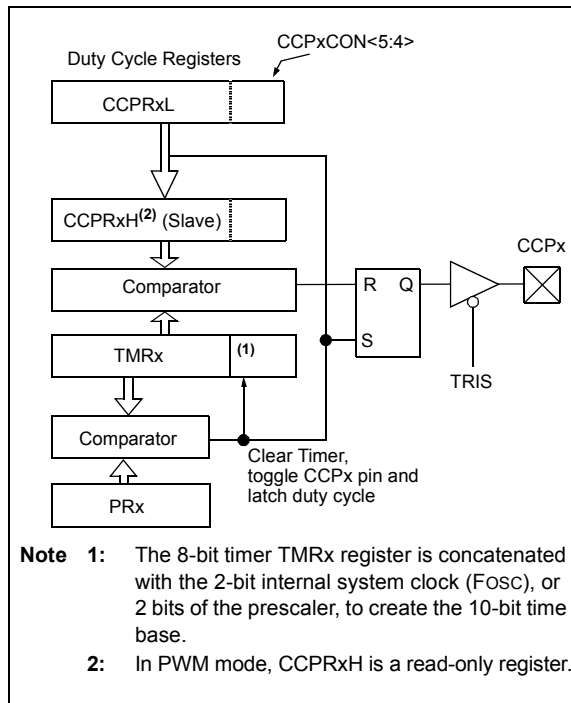 CCPxCON<5:4>
Duty Cycle Registers
CCPRxL
CCPRxH(2) (Slave)
CCPx
Comparator
R Q
S
TMRx (1)
TRIS
Comparator
Clear Timer,
toggle CCPx pin and
latch duty cycle
PRx
Note 1: The 8-bit timer TMRx register is concatenated
with the 2-bit internal system clock (FOSC), or
2 bits of the prescaler, to create the 10-bit time
base.
2: In PWM mode, CCPRxH is a read-only register.